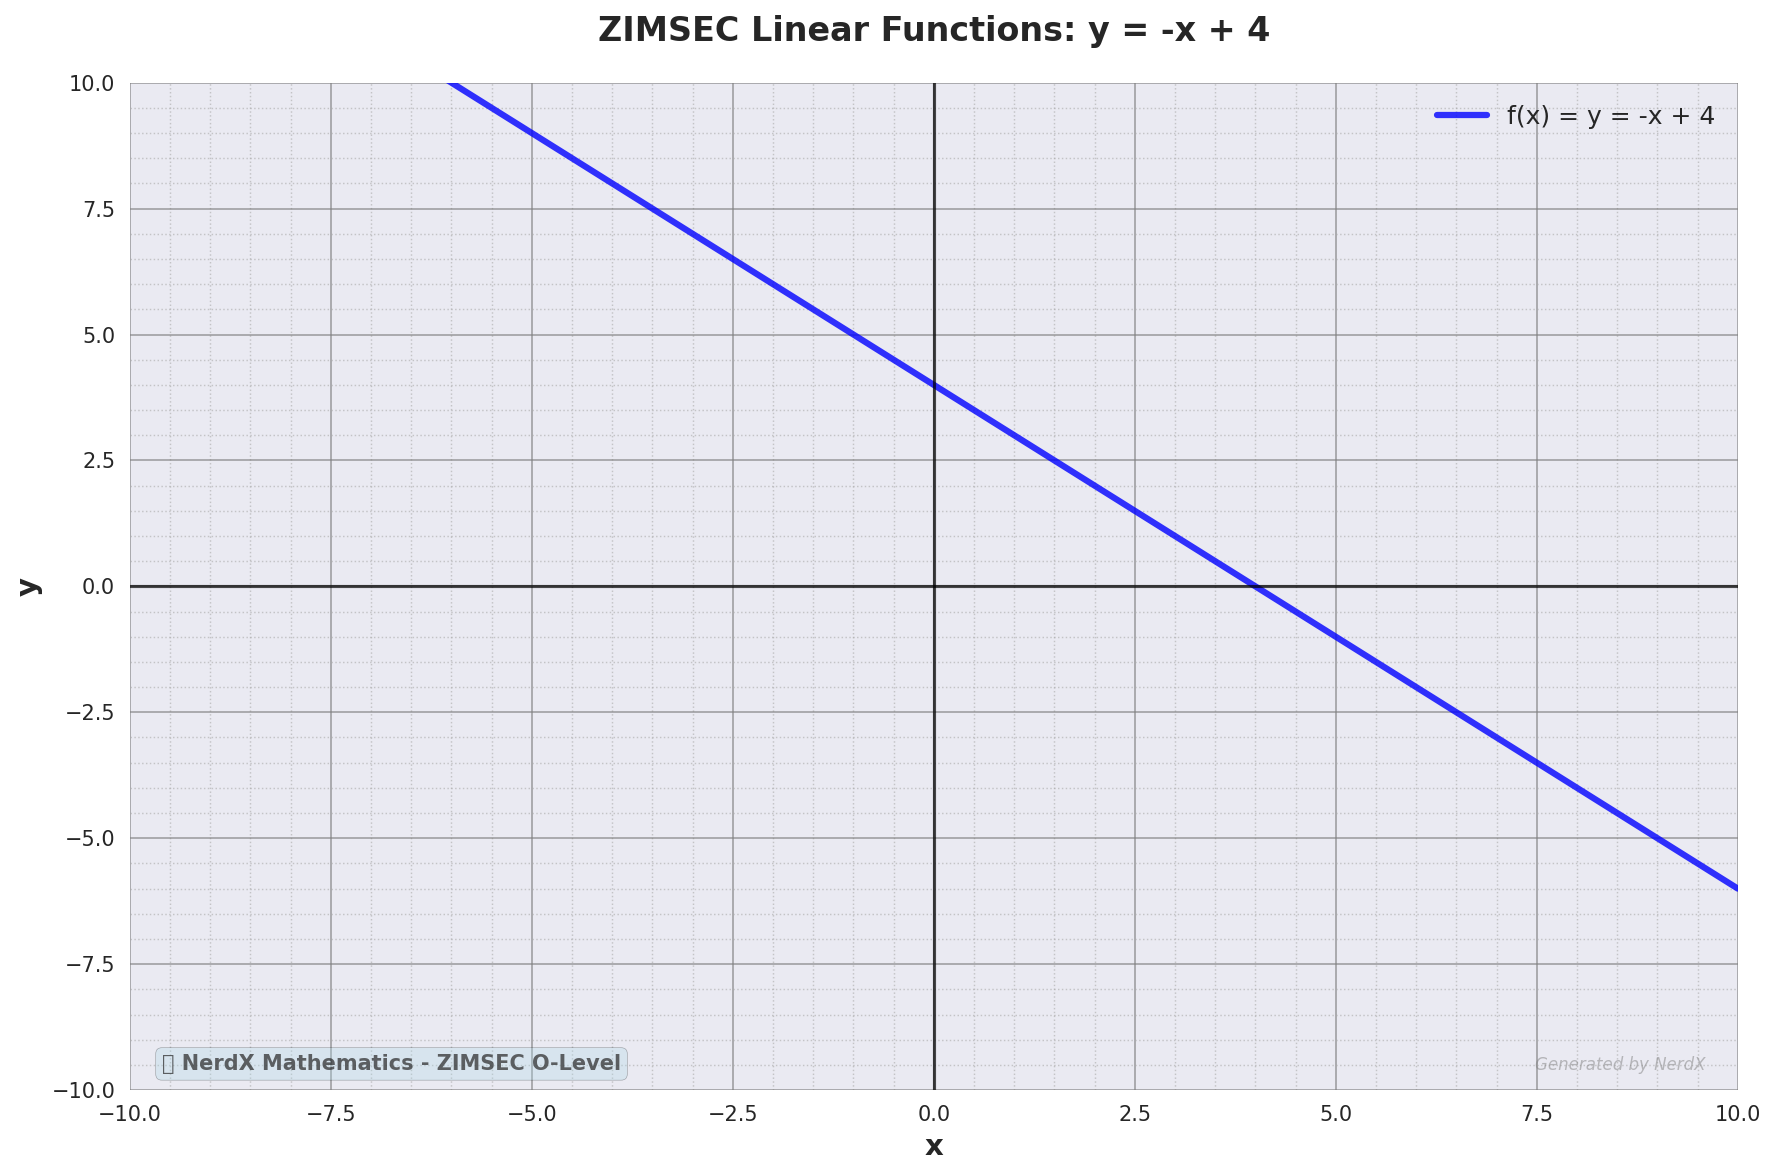 ZIMSEC Linear Functions: y = -x + 4
10.0
7.5
5.0
2.5
0.0
−2.5
−5.0
−7.5
−10.0
y
f(x) = y = -x + 4
NerdX Mathematics - ZIMSEC O-Level
Generated by NerdX
−10.0 −7.5 −5.0 −2.5 0.0 2.5 5.0 7.5 10.0
x